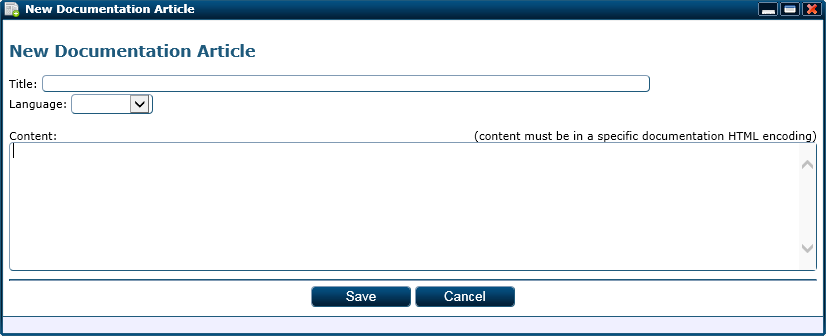 New Documentation Article
New Documentation Article
Title:
Language:
Content: (content must be in a specific documentation HTML encoding)
Save Cancel